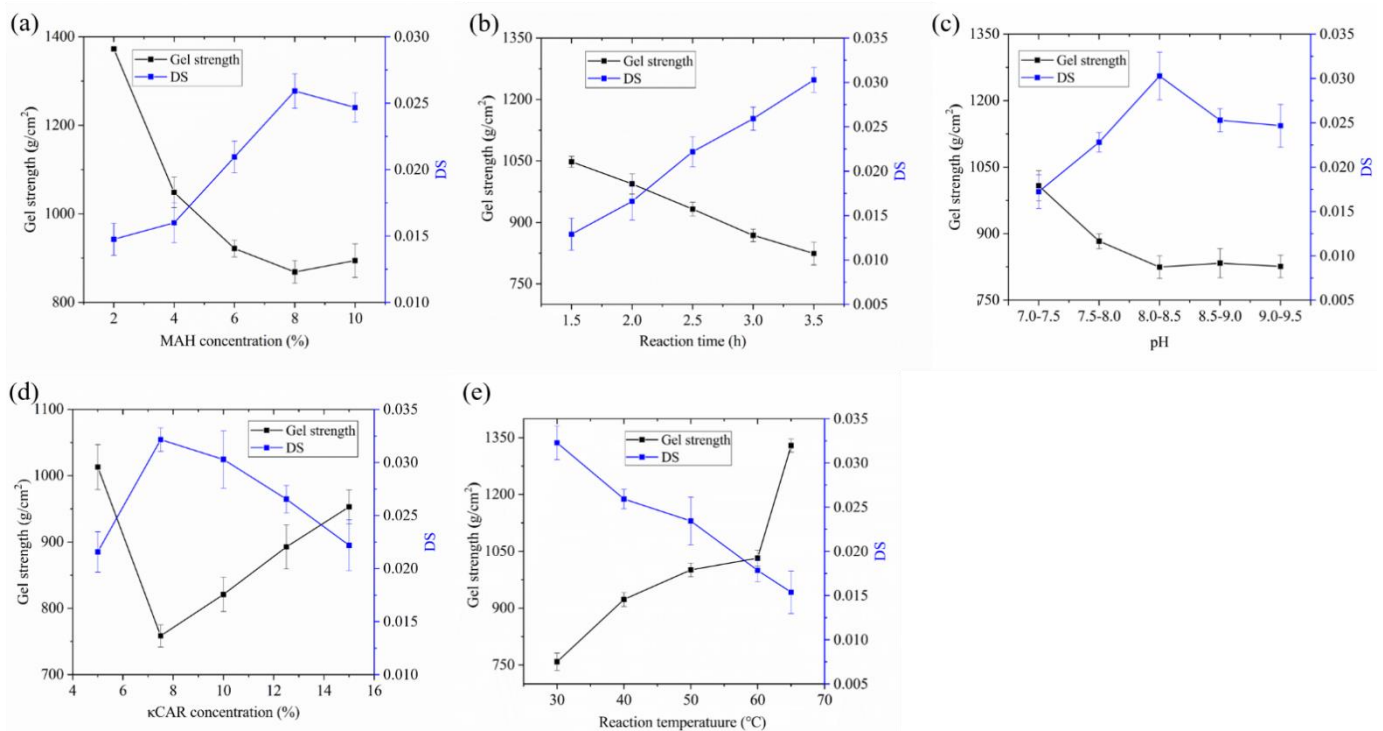 (a)
1400
1200
1000
800
Gel strength (g/cm²)
Gel strength
DS
0.030
0.025
0.020
0.015
0.010
DS
2 4 6 8 10
MAH concentration (%)
(b)
1350
1200
1050
900
750
Gel strength (g/cm²)
Gel strength
DS
0.035
0.030
0.025
0.020
0.015
0.010
0.005
DS
1.5 2.0 2.5 3.0 3.5
Reaction time (h)
(c)
1350
1200
1050
900
750
Gel strength (g/cm²)
Gel strength
DS
0.035
0.030
0.025
0.020
0.015
0.010
0.005
DS
7.0-7.5 7.5-8.0 8.0-8.5 8.5-9.0 9.0-9.5
pH
(d)
1100
1000
900
800
700
Gel strength (g/cm²)
Gel strength
DS
0.035
0.030
0.025
0.020
0.015
0.010
DS
4 6 8 10 12 14 16
κCAR concentration (%)
(e)
1350
1200
1050
900
750
Gel strength (g/cm²)
Gel strength
DS
0.035
0.030
0.025
0.020
0.015
0.010
0.005
DS
30 40 50 60 70
Reaction temperatuure (°C)